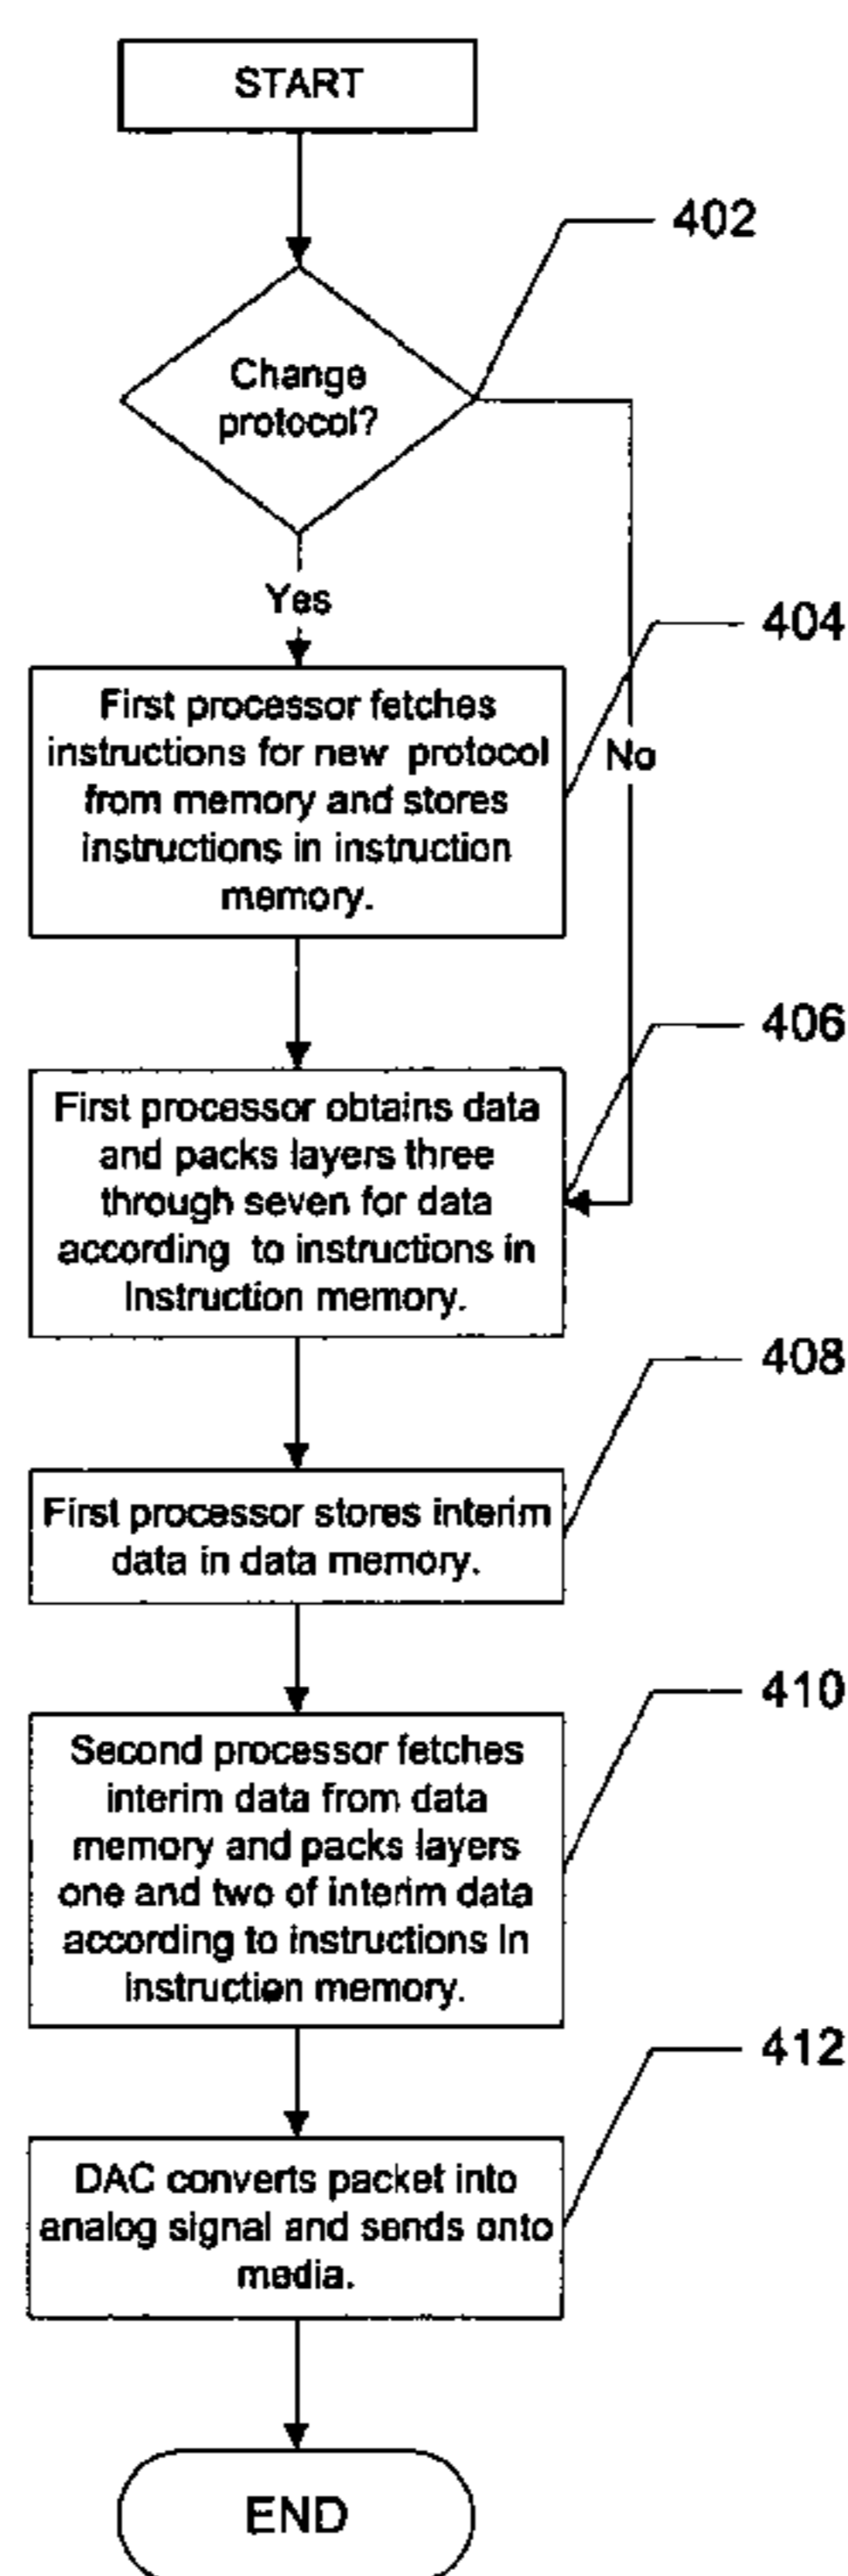 START
402
Change
protocol?
Yes
404
First processor fetches
instructions for new protocol
from memory and stores
instructions in instruction
memory.
No
406
First processor obtains data
and packs layers three
through seven for data
according to instructions in
Instruction memory.
408
First processor stores interim
data in data memory.
410
Second processor fetches
interim data from data
memory and packs layers
one and two of interim data
according to instructions in
instruction memory.
412
DAC converts packet into
analog signal and sends onto
media.
END